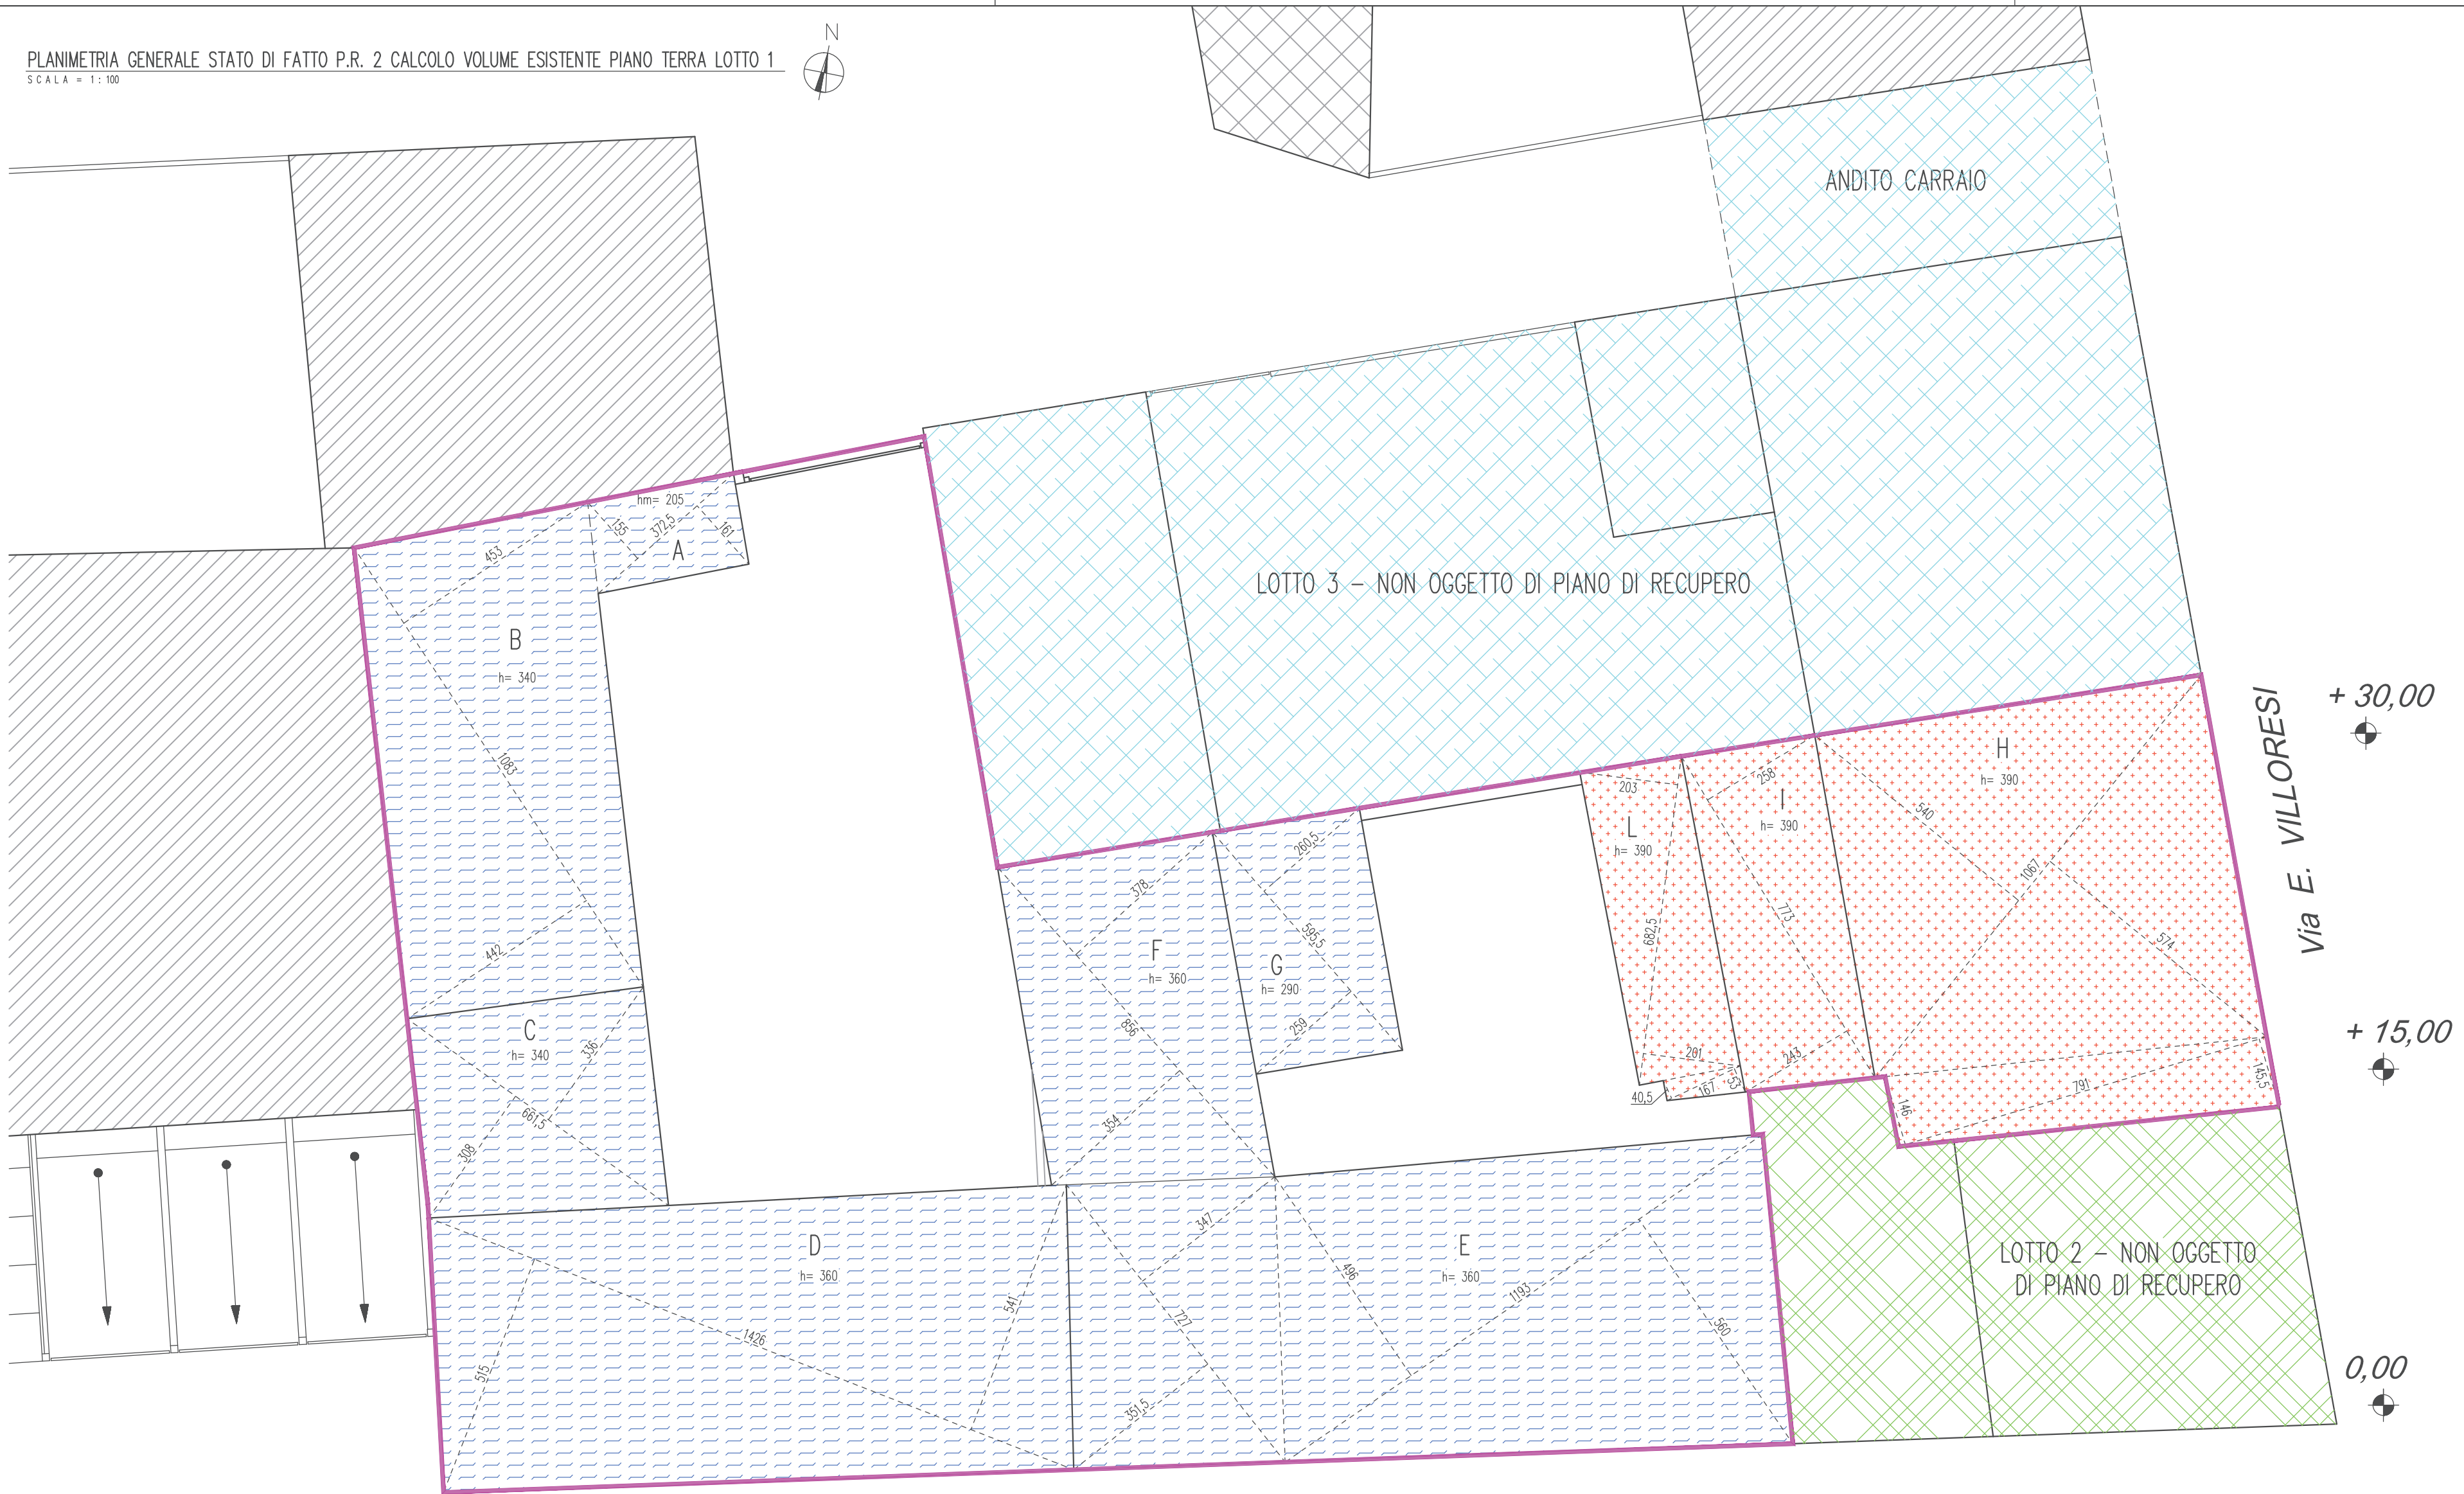 PLANIMETRIA GENERALE STATO DI FATTO P.R. 2 CALCOLO VOLUME ESISTENTE PIANO TERRA LOTTO 1
SCALA = 1:100
N
ANDITO CARRAIO
hm= 205
155
372,5
161
A
453
B
h= 340
1083
442
C
h= 340
336
661,5
308
LOTTO 3 - NON OGGETTO DI PIANO DI RECUPERO
Via E. VILLORESI
+ 30,00
+ 15,00
0,00
H
h= 390
540
1067
574
791
145,5
146
258
I
h= 390
773
243
203
L
h= 390
682,5
201
153
167
40,5
260,5
378
F
h= 360
856
354
G
h= 290
595,5
259
D
h= 360
541
1426
515
347
727
351,5
E
h= 360
496
1193
560
LOTTO 2 - NON OGGETTO
DI PIANO DI RECUPERO